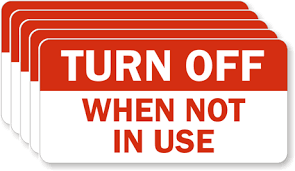 TURN OFF
WHEN NOT
IN USE